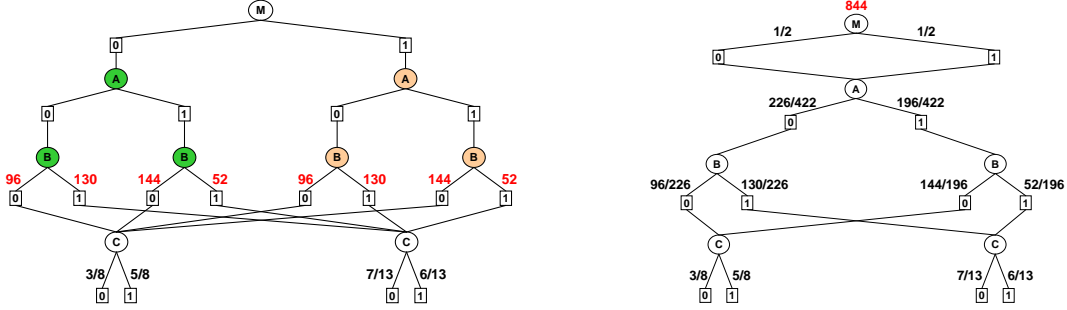 M
0 1
A A
0 1 0 1
B B B B
96 130 144 52 96 130 144 52
0 1 0 1 0 1 0 1
C C
3/8 5/8 7/13 6/13
0 1 0 1
844
M
1/2 1/2
0 1
A
226/422 196/422
0 1
B B
96/226 130/226 144/196 52/196
0 1 0 1
C C
3/8 5/8 7/13 6/13
0 1 0 1